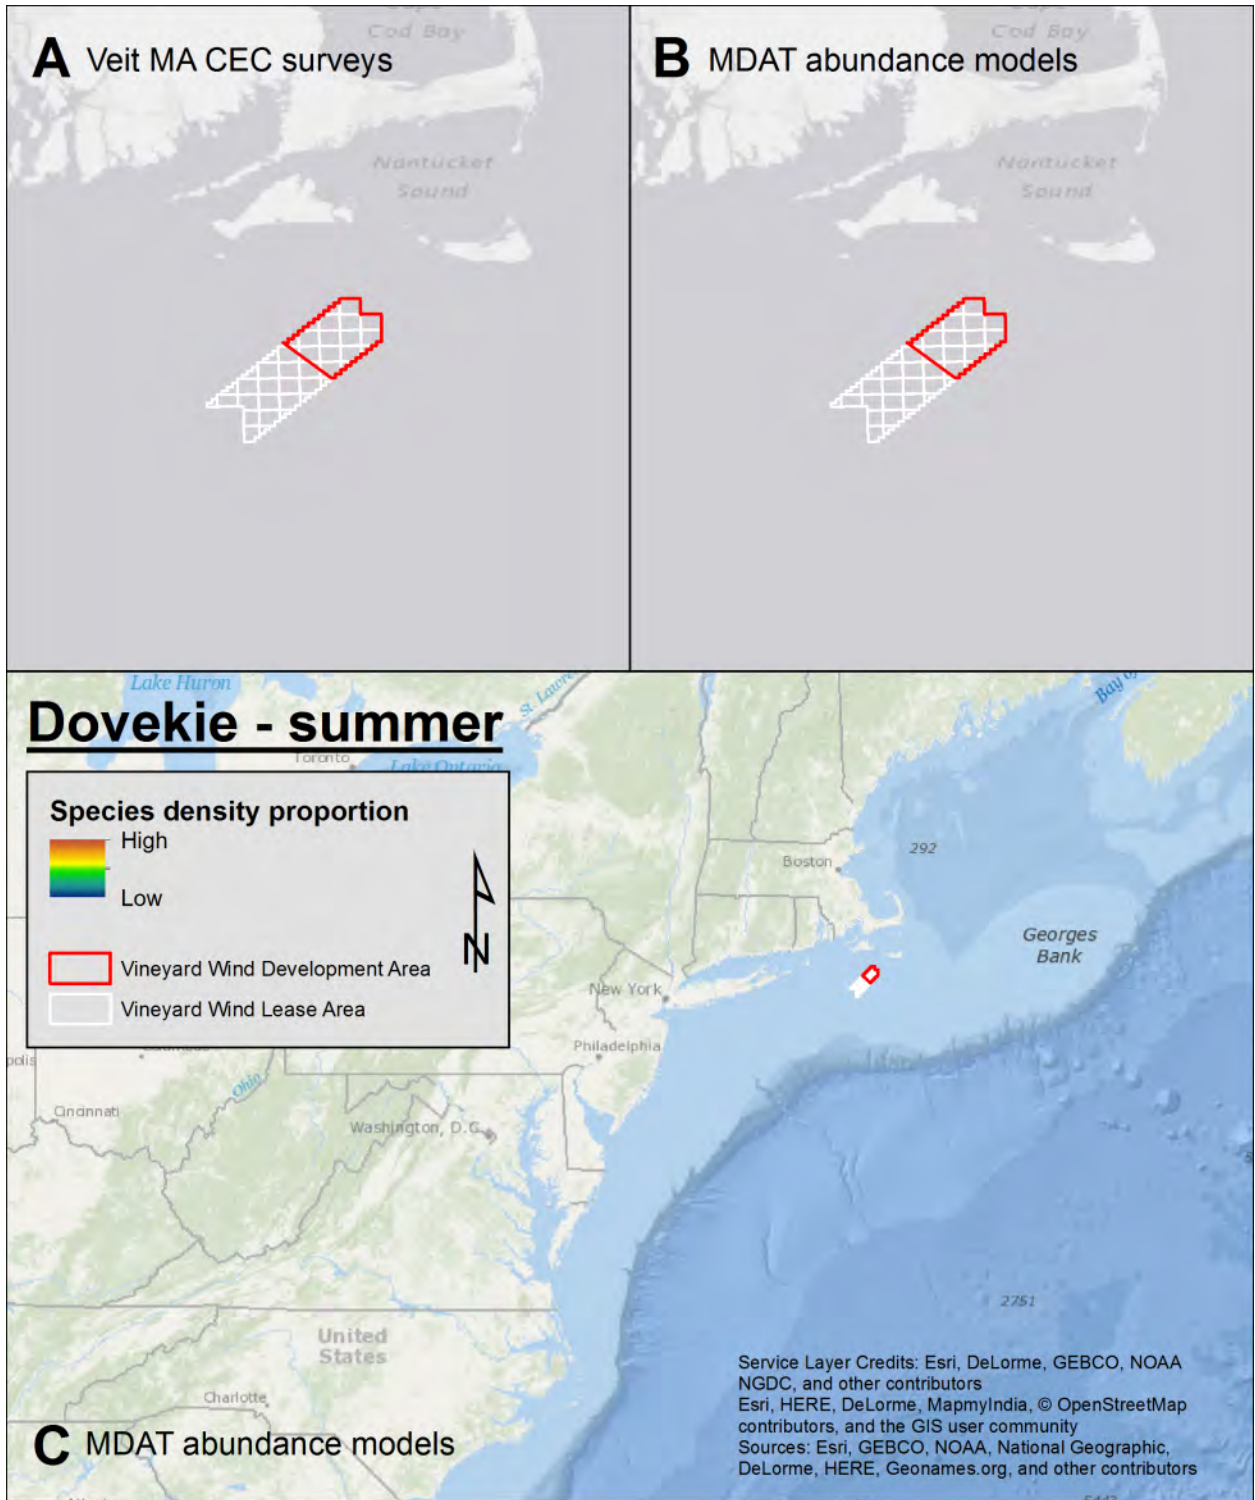 A Veit MA CEC surveys
Cod Bay
Nantucket
Sound
B MDAT abundance models
Cod Bay
Nantucket
Sound
Lake Huron
Dovekie - summer
Toronto
Lake Ontario
Species density proportion
High
Low
N
Vineyard Wind Development Area
Vineyard Wind Lease Area
Boston
292
Georges
Bank
New York
Philadelphia
Ohio
Cincinnati
Washington, D.C.
2751
United
States
Charlotte
C MDAT abundance models
Service Layer Credits: Esri, DeLorme, GEBCO, NOAA
NGDC, and other contributors
Esri, HERE, DeLorme, MapmyIndia, © OpenStreetMap
contributors, and the GIS user community
Sources: Esri, GEBCO, NOAA, National Geographic,
DeLorme, HERE, Geonames.org, and other contributors